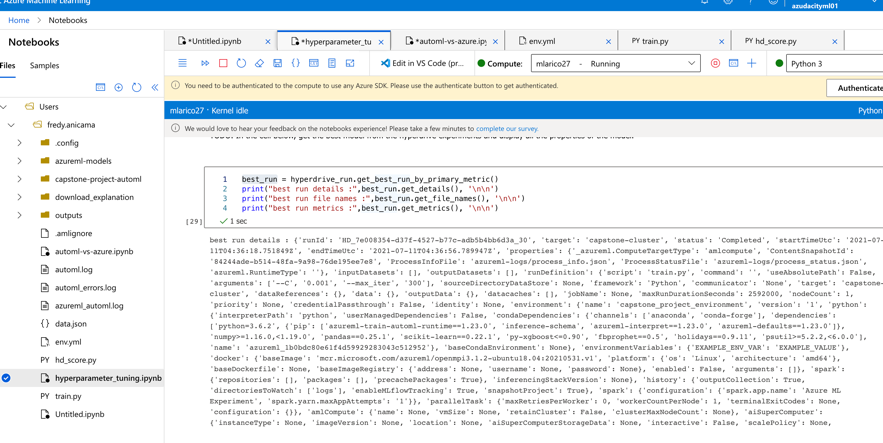 Azure Machine Learning
azudacityml01
Home > Notebooks
Notebooks
Files
Samples
Users
fredy.anicama
.config
azureml-models
capstone-project-automl
download_explanation
outputs
.amlignore
automl-vs-azure.ipynb
automl.log
automl_errors.log
azureml_automl.log
data.json
env.yml
hd_score.py
hyperparameter_tuning.ipynb
train.py
Untitled.ipynb
*Untitled.ipynb
*hyperparameter_tu
*automl-vs-azure.ipy
env.yml
train.py
hd_score.py
Edit in VS Code (pr...
Compute:
mlarico27 - Running
Python 3
You need to be authenticated to the compute to use any Azure SDK. Please use the authenticate button to get authenticated.
Authenticate
mlarico27 · Kernel idle
Python
We would love to hear your feedback on the notebooks experience! Please take a few minutes to complete our survey.
1 best_run = hyperdrive_run.get_best_run_by_primary_metric()
2 print("best run details :",best_run.get_details(), '\n\n')
3 print("best run file names :",best_run.get_file_names(), '\n\n')
4 print("best run metrics :",best_run.get_metrics(), '\n\n')
[29]
1 sec
best run details : {'runId': 'HD_7e008354-d37f-4527-b77c-adb5b4bb6d3a_30', 'target': 'capstone-cluster', 'status': 'Completed', 'startTimeUtc': '2021-07-
11T04:36:18.751849Z', 'endTimeUtc': '2021-07-11T04:36:56.789947Z', 'properties': {'_azureml.ComputeTargetType': 'amlcompute', 'ContentSnapshotId':
'84244ade-b514-48fa-9a98-76de195ee7e8', 'ProcessInfoFile': 'azureml-logs/process_info.json', 'ProcessStatusFile': 'azureml-logs/process_status.json',
'azureml.RuntimeType': ''}, 'inputDatasets': [], 'outputDatasets': [], 'runDefinition': {'script': 'train.py', 'command': '', 'useAbsolutePath': False,
'arguments': ['--C', '0.001', '--max_iter', '300'], 'sourceDirectoryDataStore': None, 'framework': 'Python', 'communicator': 'None', 'target': 'capstone-
cluster', 'dataReferences': {}, 'data': {}, 'outputData': {}, 'datacaches': [], 'jobName': None, 'maxRunDurationSeconds': 2592000, 'nodeCount': 1,
'priority': None, 'credentialPassthrough': False, 'identity': None, 'environment': {'name': 'capstone_project_environment', 'version': '1', 'python':
{'interpreterPath': 'python', 'userManagedDependencies': False, 'condaDependencies': {'channels': ['anaconda', 'conda-forge'], 'dependencies':
['python=3.6.2', {'pip': ['azureml-train-automl-runtime==1.23.0', 'inference-schema', 'azureml-interpret==1.23.0', 'azureml-defaults==1.23.0']},
'numpy>=1.16.0,<1.19.0', 'pandas==0.25.1', 'scikit-learn==0.22.1', 'py-xgboost<=0.90', 'fbprophet==0.5', 'holidays==0.9.11', 'psutil>=5.2.2,<6.0.0'],
'name': 'azureml_1b0bdc80e61f4d59929283043c512952'}, 'baseCondaEnvironment': None}, 'environmentVariables': {'EXAMPLE_ENV_VAR': 'EXAMPLE_VALUE'},
'docker': {'baseImage': 'mcr.microsoft.com/azureml/openmpi3.1.2-ubuntu18.04:20210531.v1', 'platform': {'os': 'Linux', 'architecture': 'amd64'},
'baseDockerfile': None, 'baseImageRegistry': {'address': None, 'username': None, 'password': None}, 'enabled': False, 'arguments': []}, 'spark':
{'repositories': [], 'packages': [], 'precachePackages': True}, 'inferencingStackVersion': None}, 'history': {'outputCollection': True,
'directoriesToWatch': ['logs'], 'enableMLflowTracking': True, 'snapshotProject': True}, 'spark': {'configuration': {'spark.app.name': 'Azure ML
Experiment', 'spark.yarn.maxAppAttempts': '1'}}, 'parallelTask': {'maxRetriesPerWorker': 0, 'workerCountPerNode': 1, 'terminalExitCodes': None,
'configuration': {}}, 'amlCompute': {'name': None, 'vmSize': None, 'retainCluster': False, 'clusterMaxNodeCount': None}, 'aiSuperComputer':
{'instanceType': None, 'imageVersion': None, 'location': None, 'aiSuperComputerStorageData': None, 'interactive': False, 'scalePolicy': None,